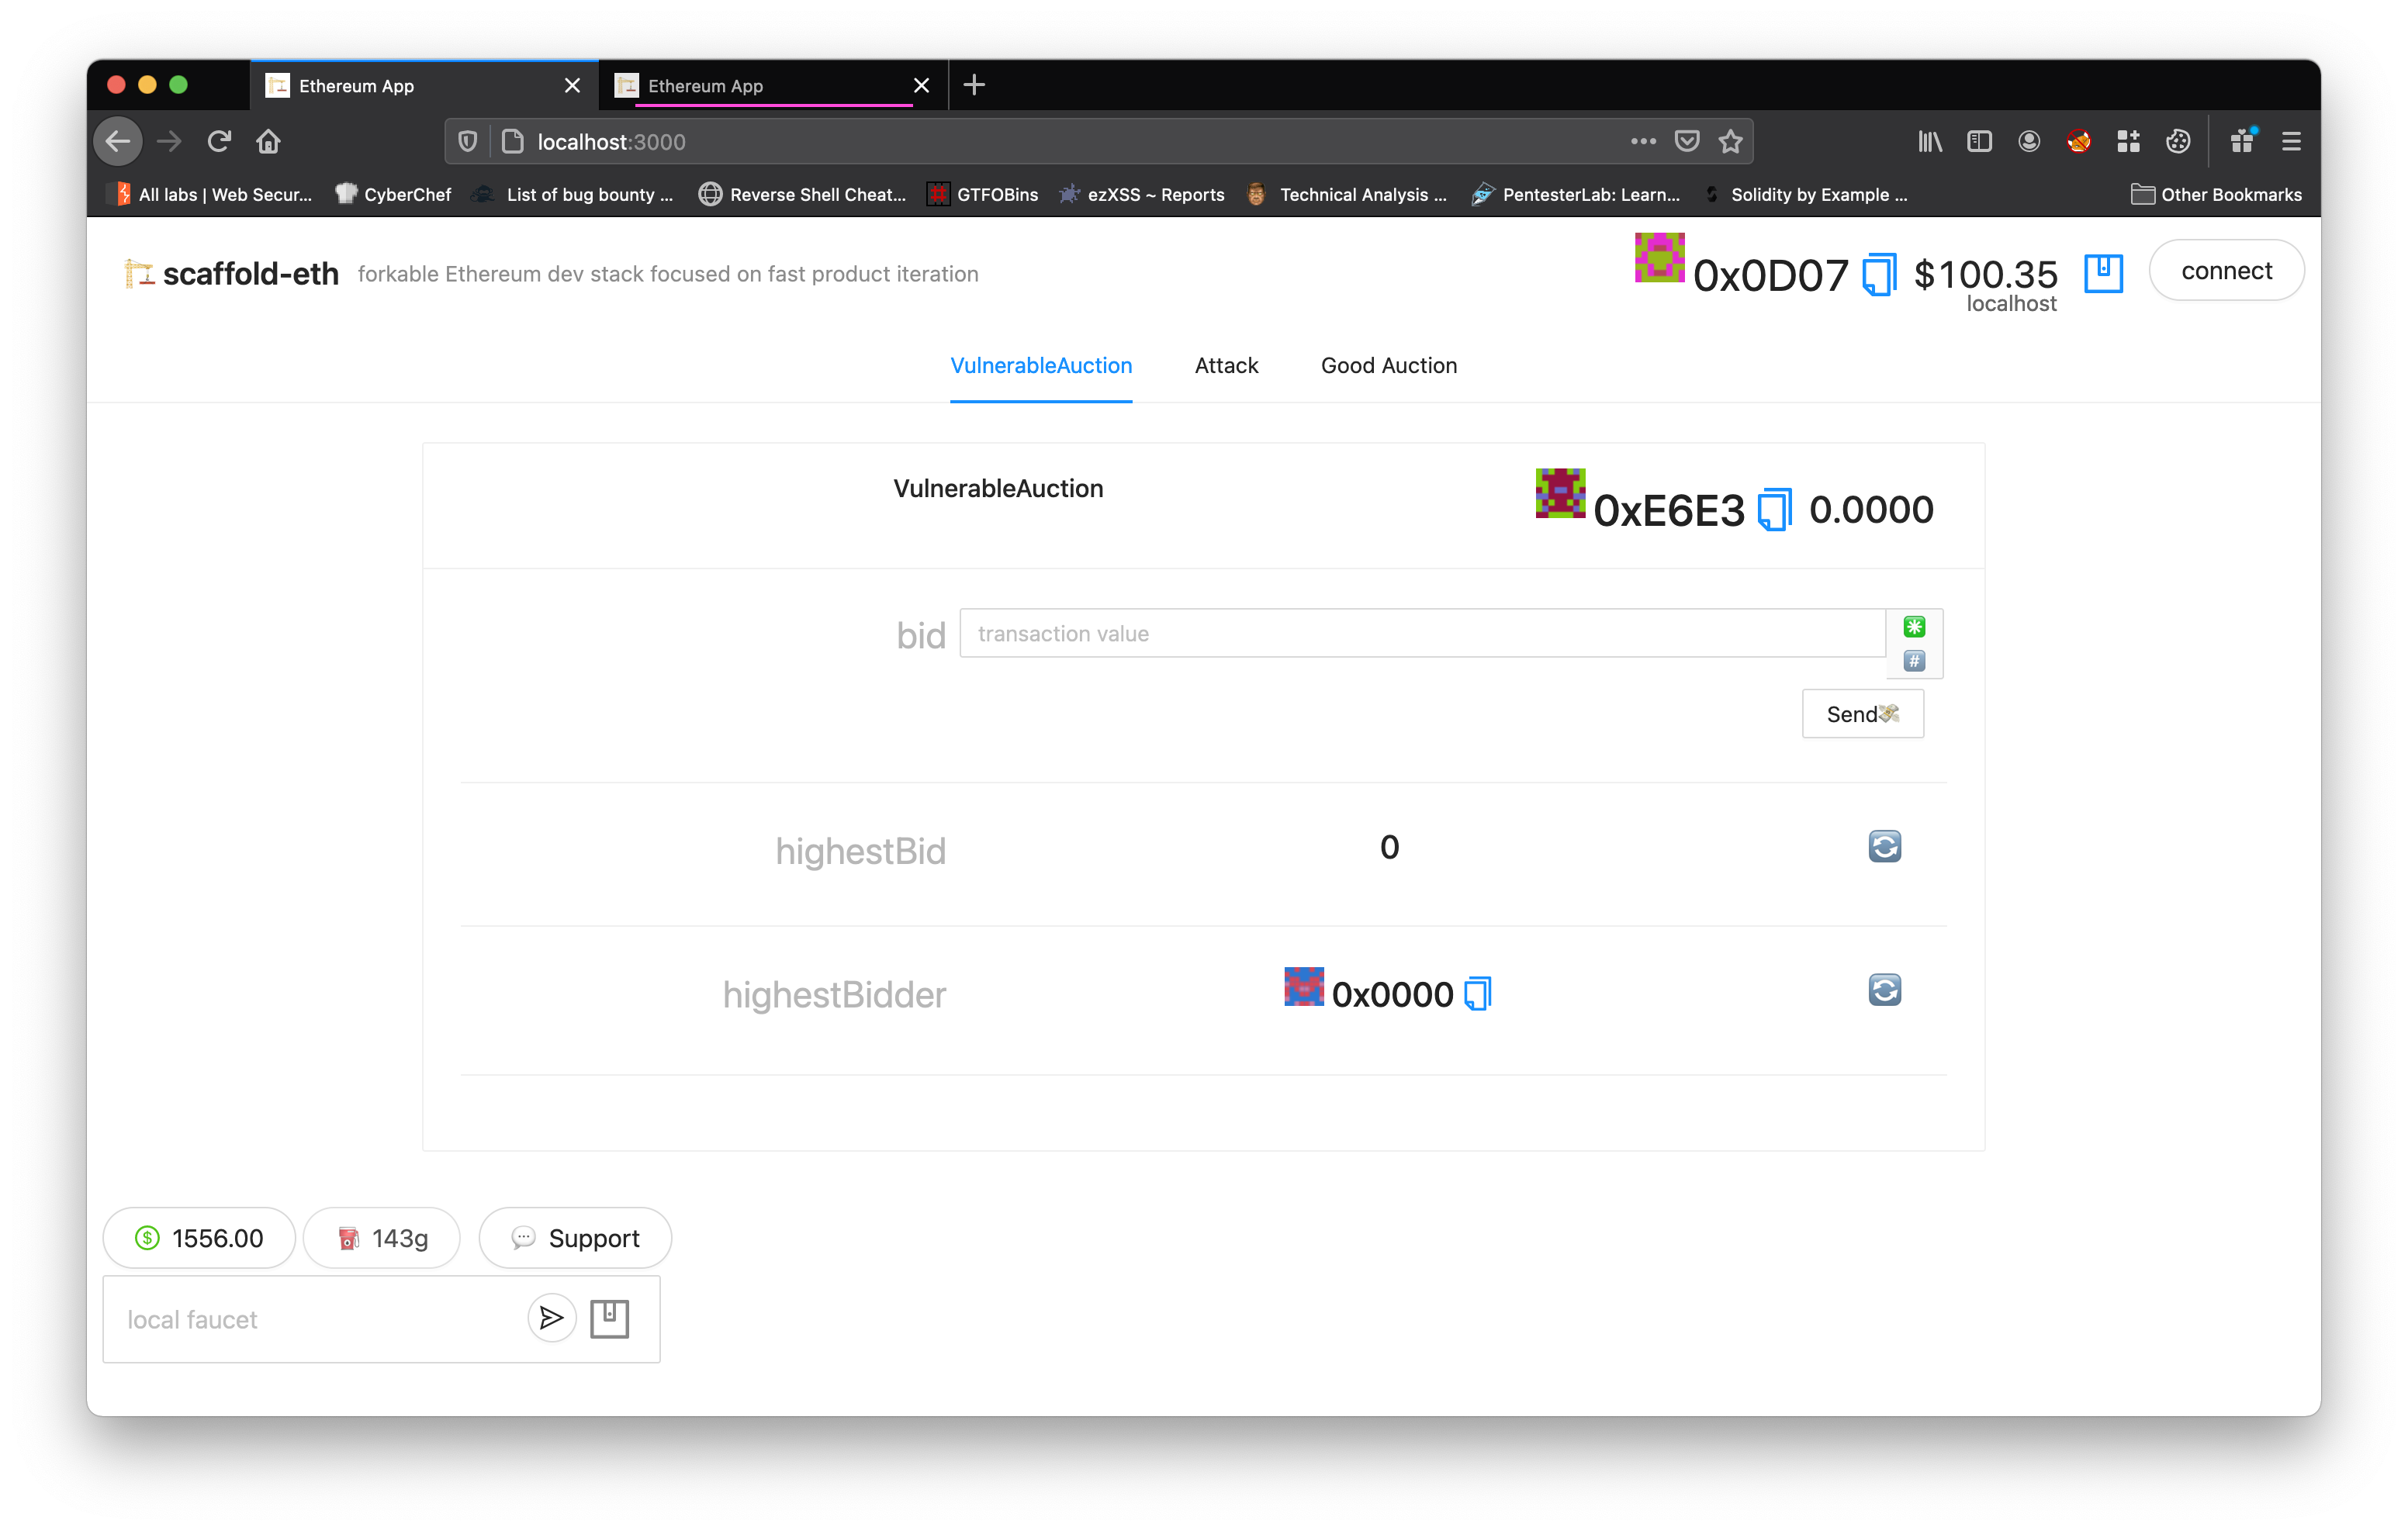 Ethereum App
Ethereum App
localhost:3000
All labs | Web Secur... CyberChef List of bug bounty ... Reverse Shell Cheat... GTFOBins ezXSS ~ Reports Technical Analysis ... PentesterLab: Learn... Solidity by Example ... Other Bookmarks
scaffold-eth forkable Ethereum dev stack focused on fast product iteration
0x0D07 $100.35 connect
localhost
VulnerableAuction Attack Good Auction
VulnerableAuction 0xE6E3 0.0000
bid transaction value
#
Send
highestBid 0
highestBidder 0x0000
1556.00 143g Support
local faucet